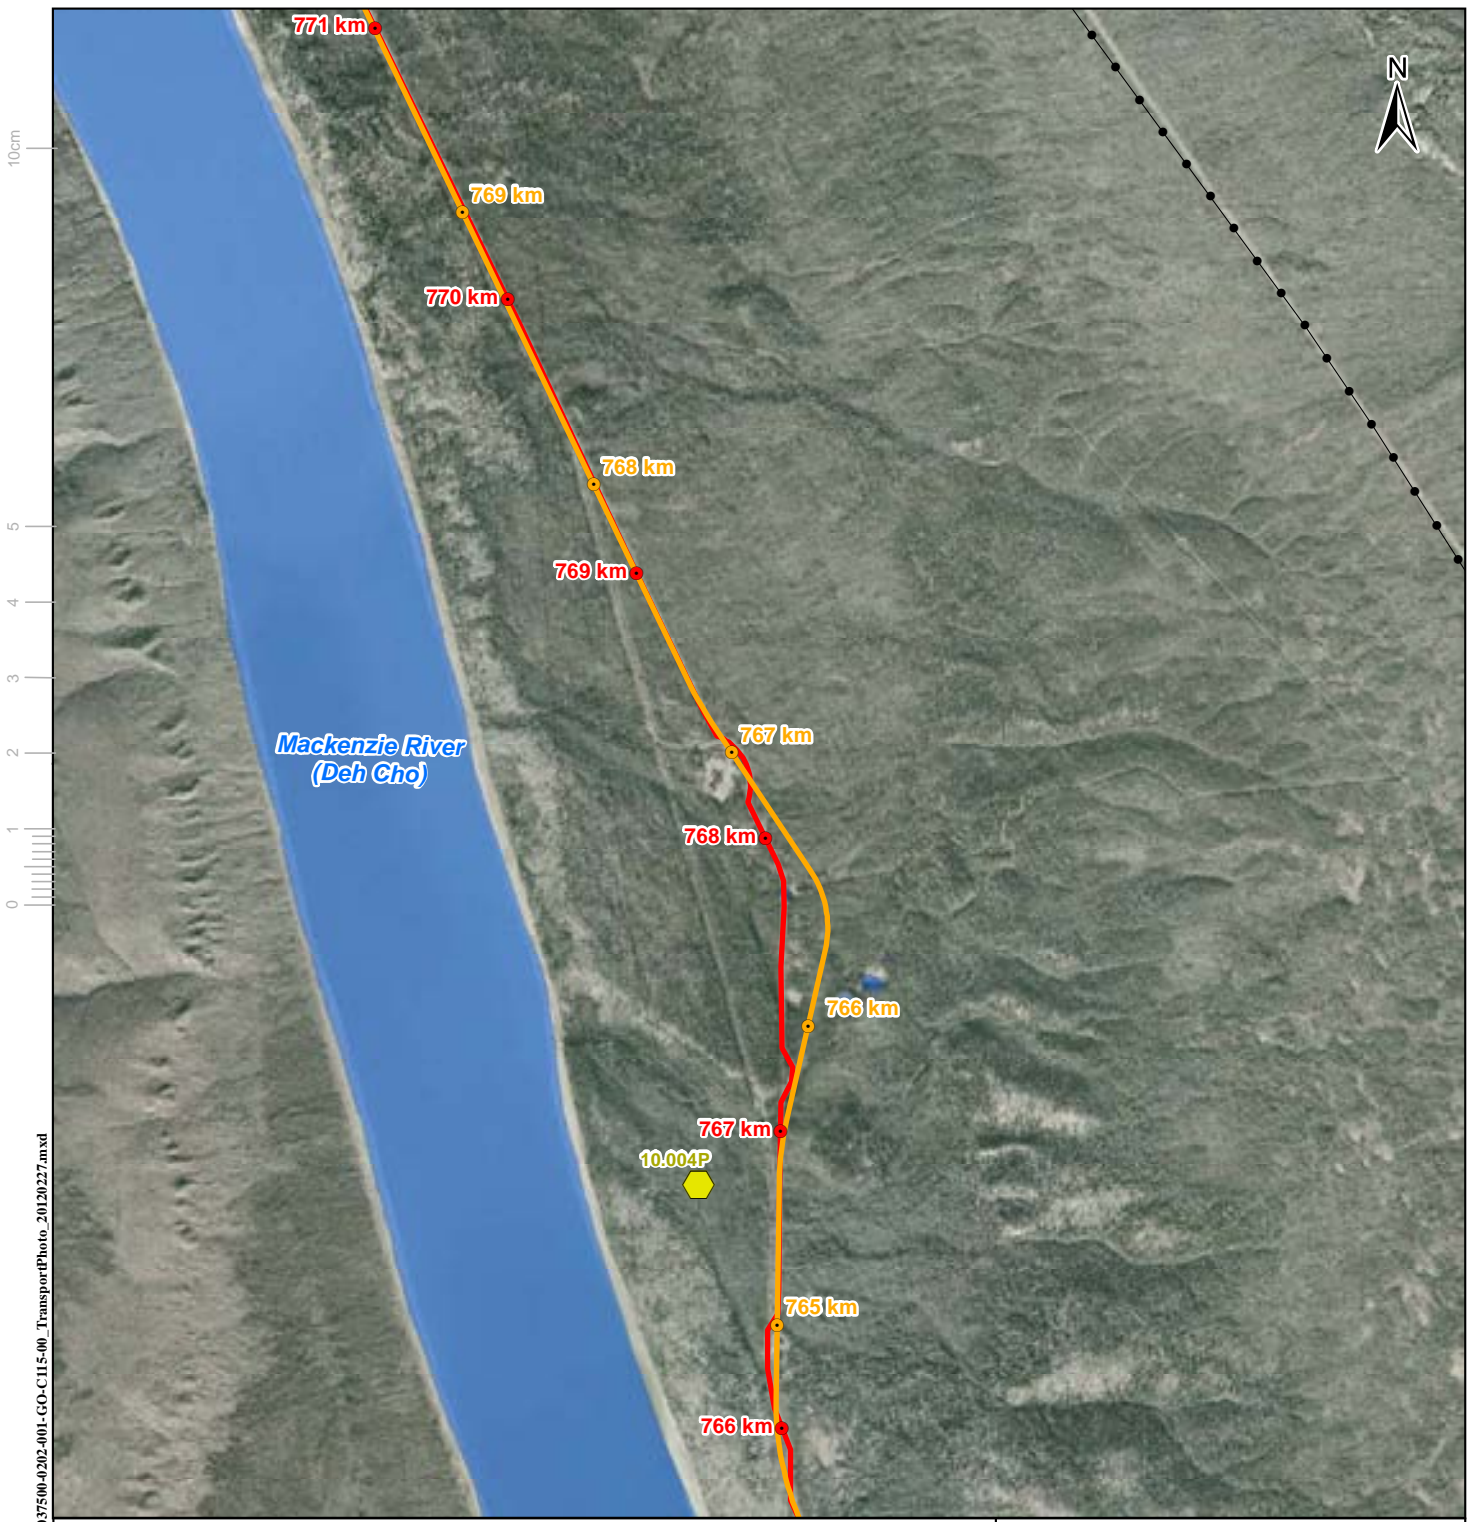 771 km
N
10cm
769 km
770 km
768 km
5
769 km
4
3
767 km
Mackenzie River
(Deh Cho)
2
768 km
1
0
766 km
767 km
10.004P
765 km
766 km
037500-0202-001-GO-C115-00_TransportPhoto_20120227.mxd